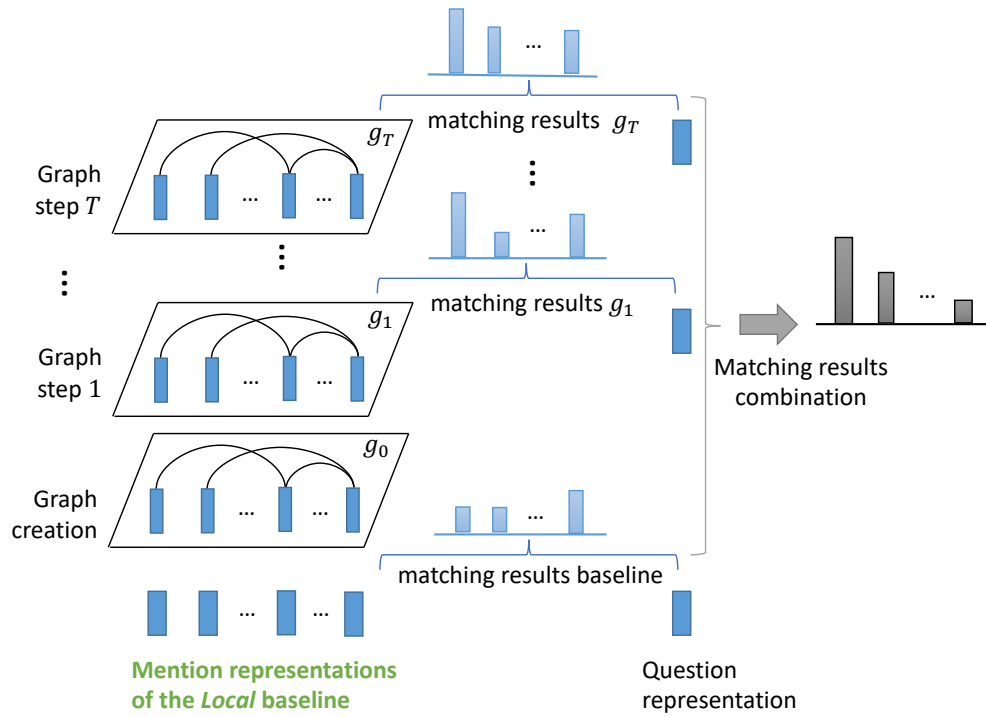 ...
matching results g_T
g_T
Graph
step T
... ...
⋮
...
⋮
⋮
matching results g_1
...
g_1
Graph
step 1
... ...
Matching results
combination
g_0
Graph
creation
... ...
...
matching results baseline
... ...
Mention representations
of the Local baseline
Question
representation